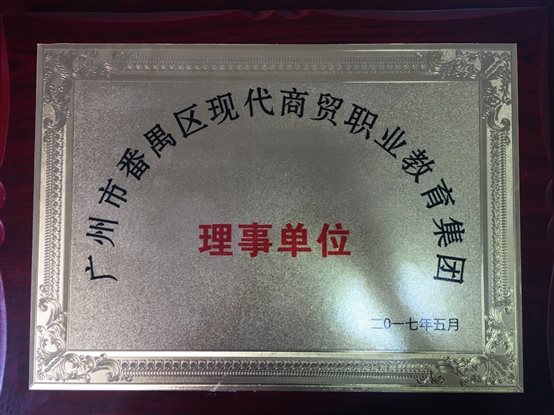 广州市番禺区现代商贸职业教育集团
理事单位
二0一七年五月